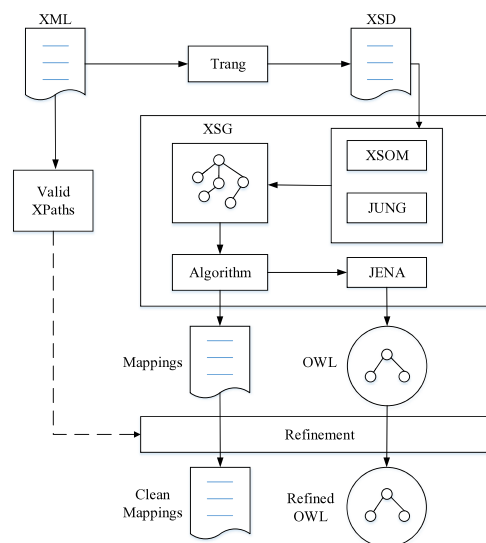 XML
XSD
Trang
XSG
XSOM
JUNG
Valid
XPaths
Algorithm
JENA
Mappings
OWL
Refinement
Clean
Mappings
Refined
OWL